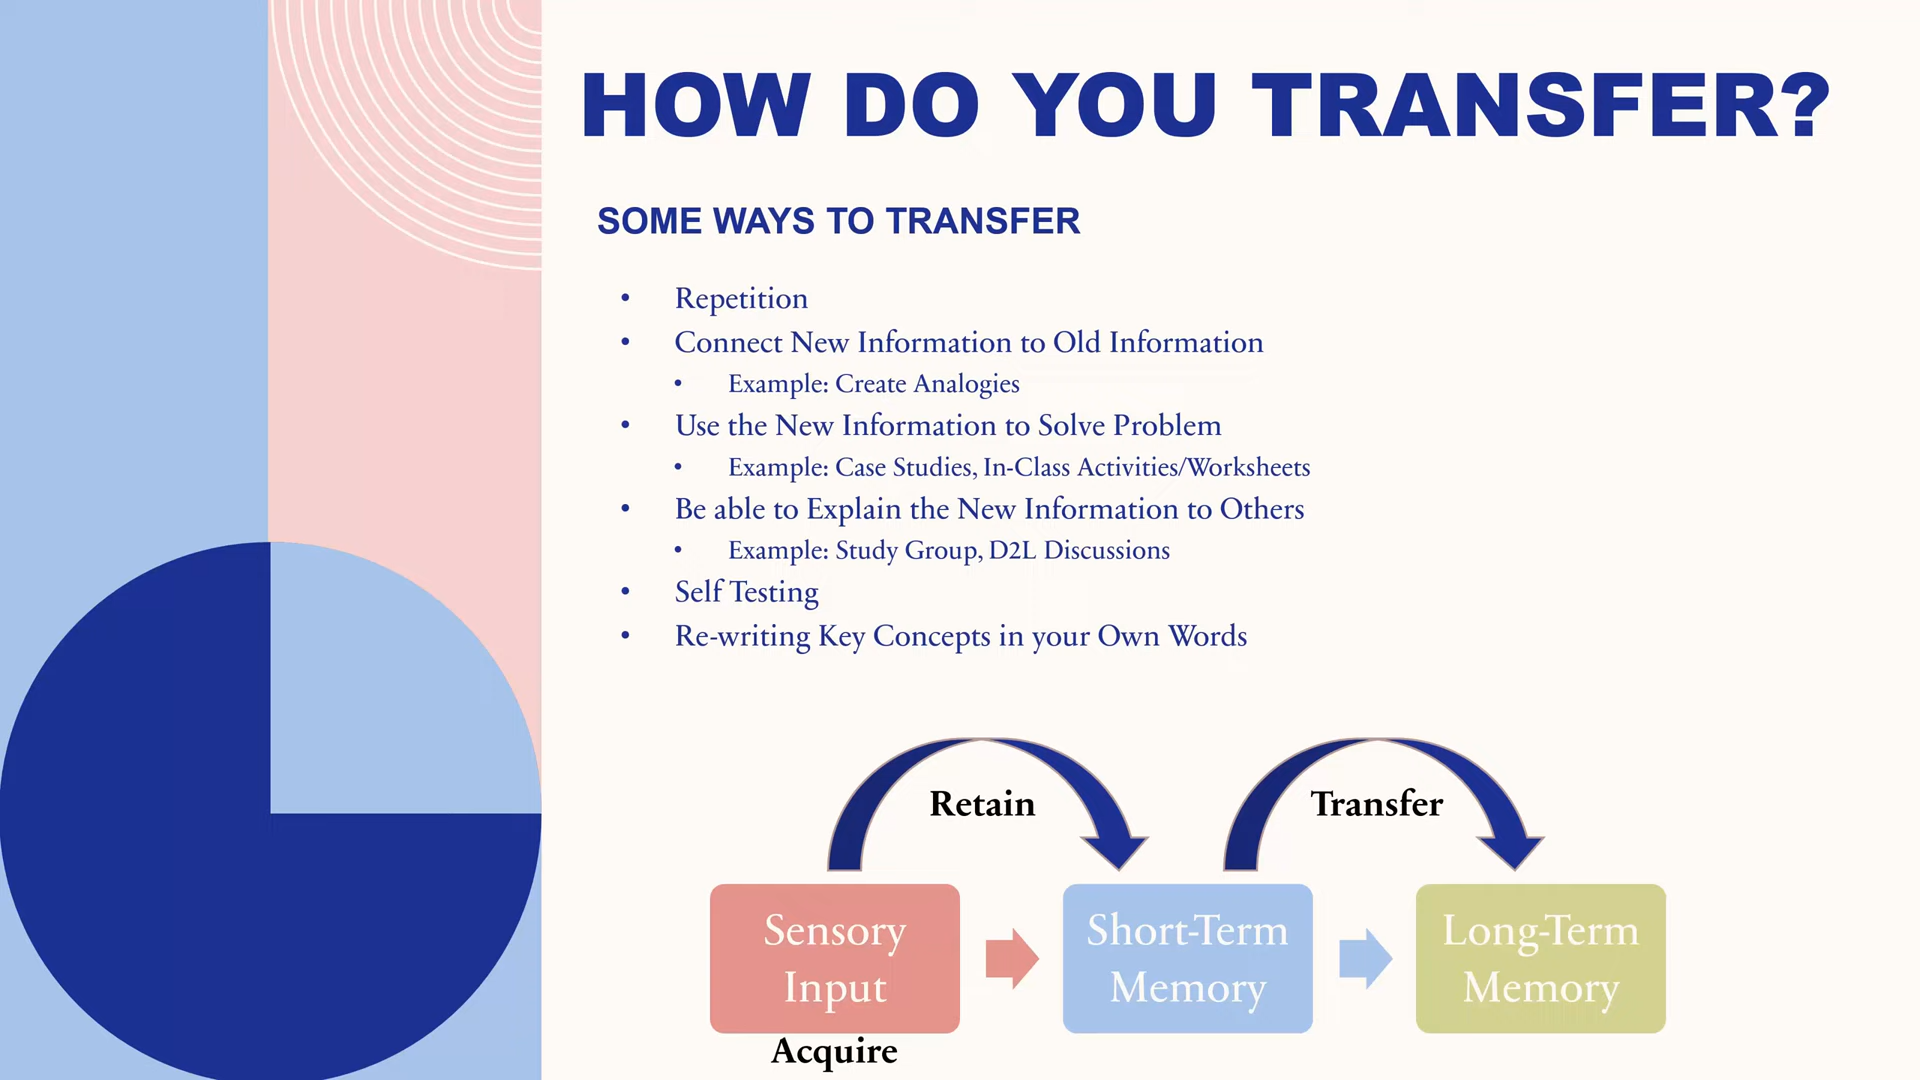 HOW DO YOU TRANSFER?
SOME WAYS TO TRANSFER
• Repetition
• Connect New Information to Old Information
• Example: Create Analogies
• Use the New Information to Solve Problem
• Example: Case Studies, In-Class Activities/Worksheets
• Be able to Explain the New Information to Others
• Example: Study Group, D2L Discussions
• Self Testing
• Re-writing Key Concepts in your Own Words
Retain
Transfer
Sensory
Input
Short-Term
Memory
Long-Term
Memory
Acquire